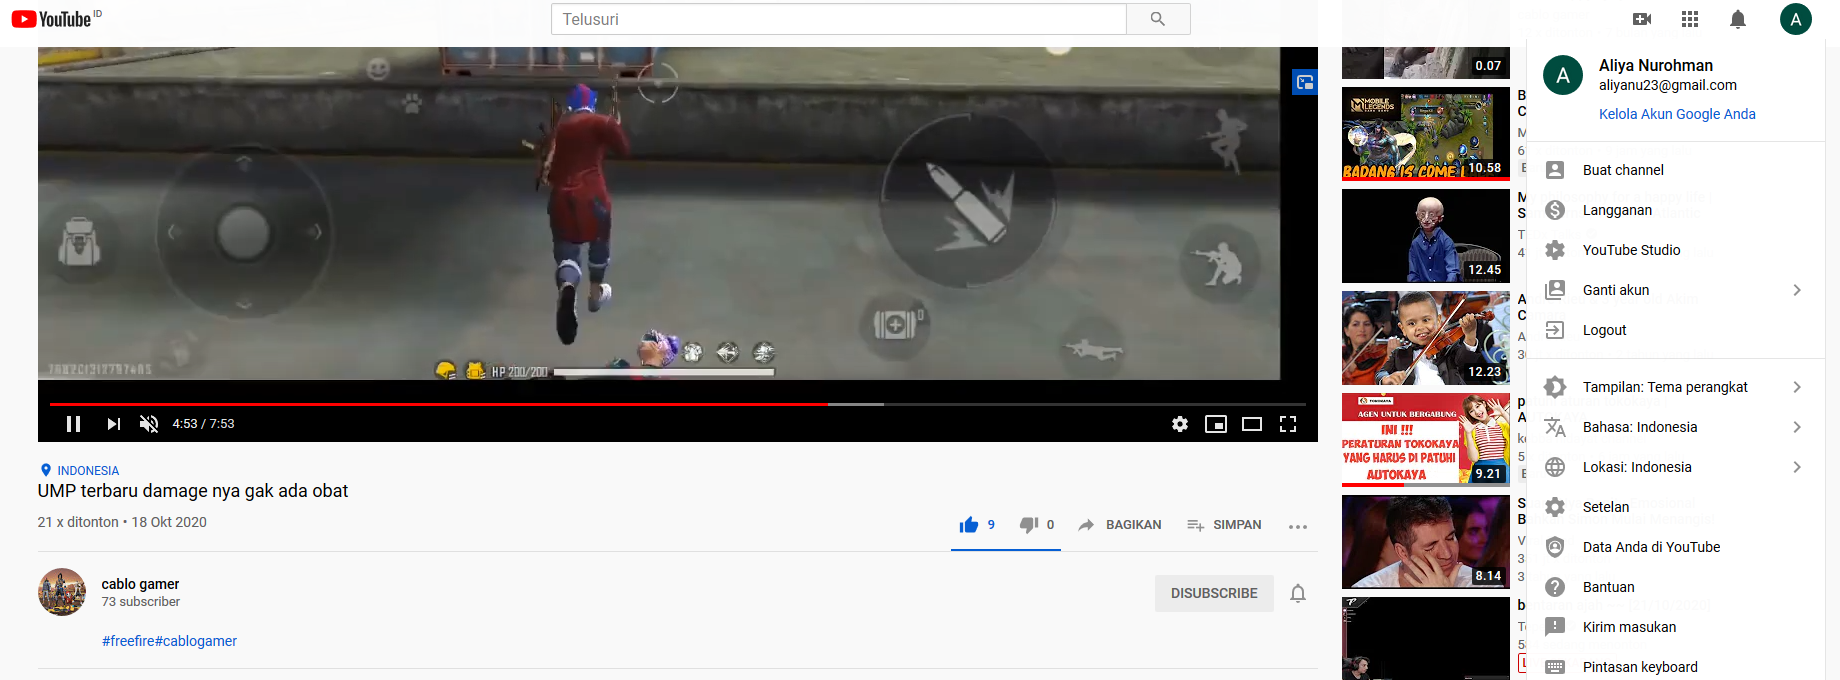 YouTube ID
Telusuri
HP 200/200
0
4:53 / 7:53
INDONESIA
UMP terbaru damage nya gak ada obat
21 x ditonton • 18 Okt 2020
9
0
BAGIKAN
SIMPAN
cablo gamer
73 subscriber
DISUBSCRIBE
#freefire#cablogamer
0.07
MOBILE
LEGENDS
BADANG IS COME
10.58
12.45
12.23
TOKOKAYA
AGEN UNTUK BERGABUNG
INI !!!
PERATURAN TOKOKAYA
YANG HARUS DI PATUHI
AUTOKAYA
9.21
8.14
A
A
Aliya Nurohman
aliyanu23@gmail.com
Kelola Akun Google Anda
Buat channel
Langganan
YouTube Studio
Ganti akun
Logout
Tampilan: Tema perangkat
Bahasa: Indonesia
Lokasi: Indonesia
Setelan
Data Anda di YouTube
Bantuan
Kirim masukan
Pintasan keyboard